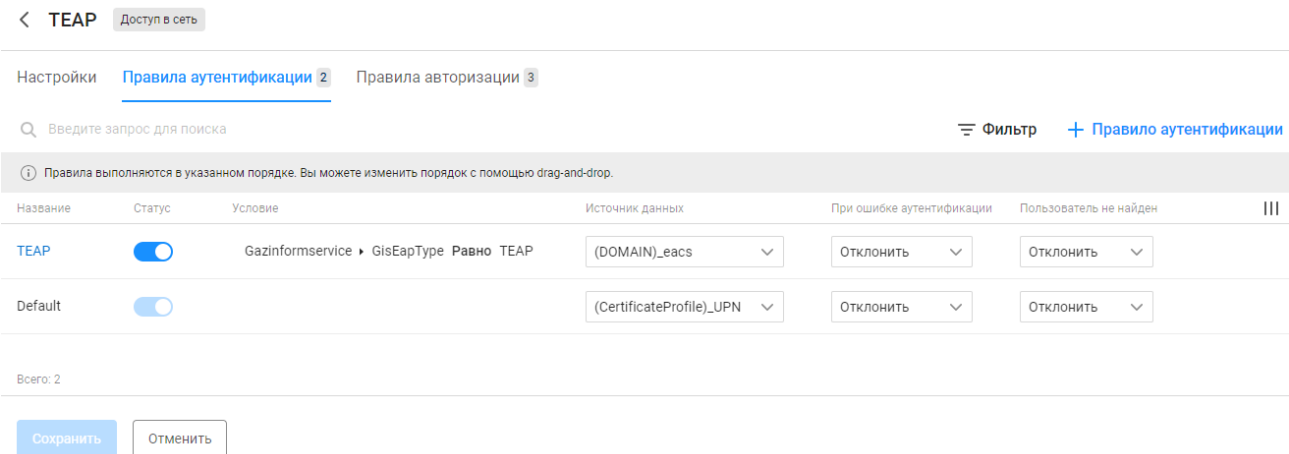 TEAP Доступ в сеть
Настройки Правила аутентификации 2 Правила авторизации 3
Введите запрос для поиска Фильтр + Правило аутентификации
Правила выполняются в указанном порядке. Вы можете изменить порядок с помощью drag-and-drop.
Название Статус Условие Источник данных При ошибке аутентификации Пользователь не найден
TEAP Gazinformservice ▸ GisEapType Равно TEAP (DOMAIN)_eacs Отклонить Отклонить
Default (CertificateProfile)_UPN Отклонить Отклонить
Всего: 2
Сохранить Отменить